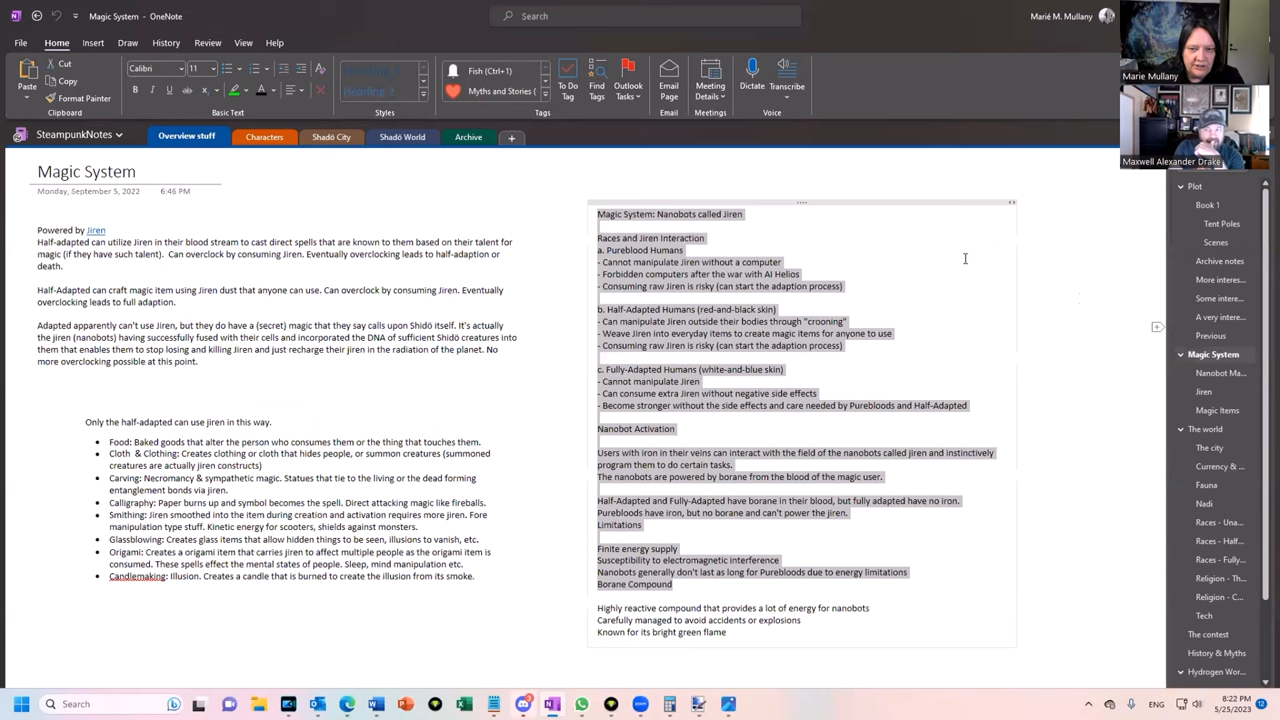 Magic System - OneNote
Search
Marié M. Mullany
File
Home
Insert
Draw
History
Review
View
Help
Paste
Cut
Copy
Format Painter
Clipboard
Calibri
11
B
I
U
Basic Text
Heading 1
Heading 2
Styles
Fish (Ctrl+1)
Myths and Stories (
Tags
To Do
Tag
Find
Tags
Outlook
Tasks
Email
Page
Email
Meeting
Details
Meetings
Dictate
Transcribe
Voice
Marie Mullany
Maxwell Alexander Drake
SteampunkNotes
Overview stuff
Characters
Shadö City
Shadö World
Archive
Magic System
Monday, September 5, 2022
6:46 PM
Powered by Jiren
Half-adapted can utilize Jiren in their blood stream to cast direct spells that are known to them based on their talent for
magic (if they have such talent).  Can overclock by consuming Jiren. Eventually overclocking leads to half-adaption or
death.
Half-Adapted can craft magic item using Jiren dust that anyone can use. Can overclock by consuming Jiren. Eventually
overclocking leads to full adaption.
Adapted apparently can't use Jiren, but they do have a (secret) magic that they say calls upon Shidö itself. It's actually
the jiren (nanobots) having successfully fused with their cells and incorporated the DNA of sufficient Shidö creatures into
them that enables them to stop losing and killing Jiren and just recharge their jiren in the radiation of the planet. No
more overclocking possible at this point.
Only the half-adapted can use jiren in this way.
• Food: Baked goods that alter the person who consumes them or the thing that touches them.
• Cloth  & Clothing: Creates clothing or cloth that hides people, or summon creatures (summoned
creatures are actually jiren constructs)
• Carving: Necromancy & sympathetic magic. Statues that tie to the living or the dead forming
entanglement bonds via jiren.
• Calligraphy: Paper burns up and symbol becomes the spell. Direct attacking magic like fireballs.
• Smithing: Jiren smoothed into the item during creation and activation requires more jiren. Fore
manipulation type stuff. Kinetic energy for scooters, shields against monsters.
• Glassblowing: Creates glass items that allow hidden things to be seen, illusions to vanish, etc.
• Origami: Creates a origami item that carries jiren to affect multiple people as the origami item is
consumed. These spells effect the mental states of people. Sleep, mind manipulation etc.
• Candlemaking: Illusion. Creates a candle that is burned to create the illusion from its smoke.
Magic System: Nanobots called Jiren
Races and Jiren Interaction
a. Pureblood Humans
- Cannot manipulate Jiren without a computer
- Forbidden computers after the war with AI Helios
- Consuming raw Jiren is risky (can start the adaption process)
b. Half-Adapted Humans (red-and-black skin)
- Can manipulate Jiren outside their bodies through "crooning"
- Weave Jiren into everyday items to create magic items for anyone to use
- Consuming raw Jiren is risky (can start the adaption process)
c. Fully-Adapted Humans (white-and-blue skin)
- Cannot manipulate Jiren
- Can consume extra Jiren without negative side effects
- Become stronger without the side effects and care needed by Purebloods and Half-Adapted
Nanobot Activation
Users with iron in their veins can interact with the field of the nanobots called jiren and instinctively
program them to do certain tasks.
The nanobots are powered by borane from the blood of the magic user.
Half-Adapted and Fully-Adapted have borane in their blood, but fully adapted have no iron.
Purebloods have iron, but no borane and can't power the jiren.
Limitations
Finite energy supply
Susceptibility to electromagnetic interference
Nanobots generally don't last as long for Purebloods due to energy limitations
Borane Compound
Highly reactive compound that provides a lot of energy for nanobots
Carefully managed to avoid accidents or explosions
Known for its bright green flame
Plot
Book 1
Tent Poles
Scenes
Archive notes
More interes...
Some intere...
A very intere...
Previous
Magic System
Nanobot Ma...
Jiren
Magic Items
The world
The city
Currency & ...
Fauna
Nadi
Races - Una...
Races - Half...
Races - Fully...
Religion - Th...
Religion - C...
Tech
The contest
History & Myths
Hydrogen Wor...
Search
ENG
8:22 PM
5/25/2023
12